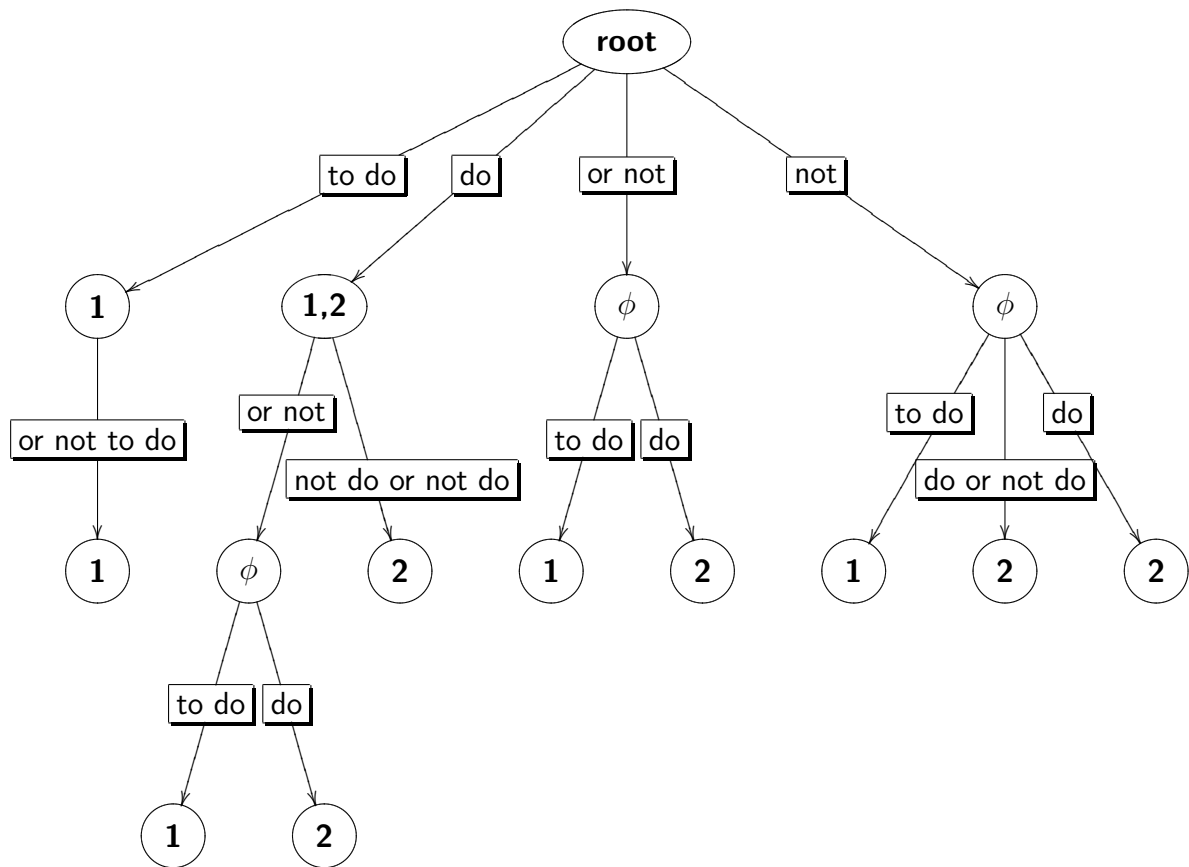 root
to do
do
or not
not
1
1,2
ϕ
ϕ
or not to do
or not
not do or not do
to do
do
to do
do or not do
do
1
ϕ
2
1
2
1
2
2
to do
do
1
2